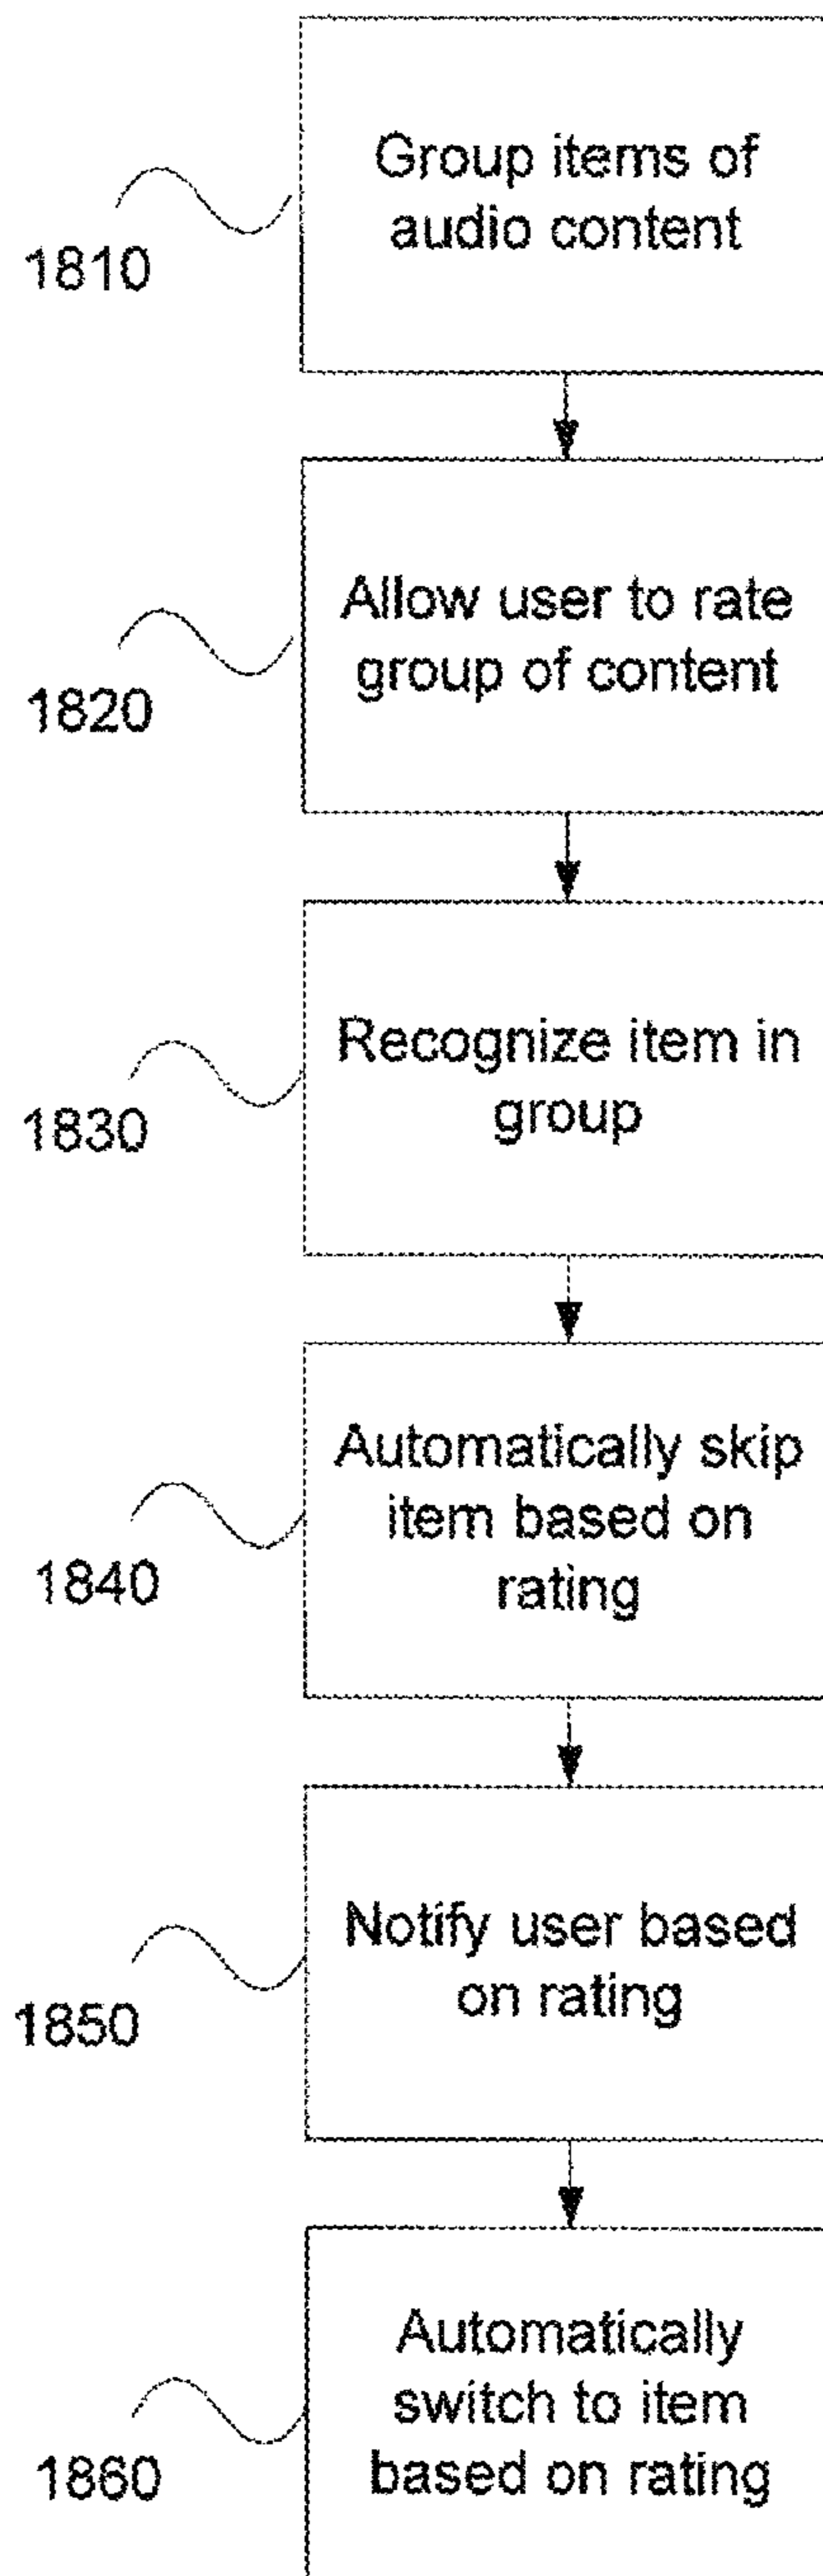 Group items of
audio content
1810
Allow user to rate
group of content
1820
Recognize item in
group
1830
Automatically skip
item based on
rating
1840
Notify user based
on rating
1850
Automatically
switch to item
based on rating
1860